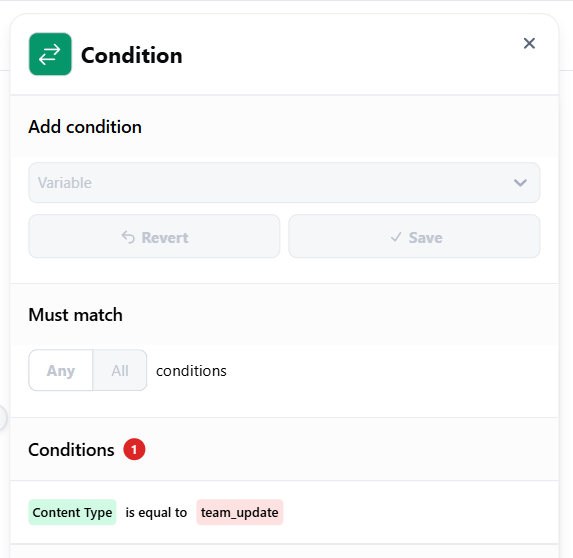 Condition
Add condition
Variable
Revert Save
Must match
Any All conditions
Conditions 1
Content Type is equal to team_update